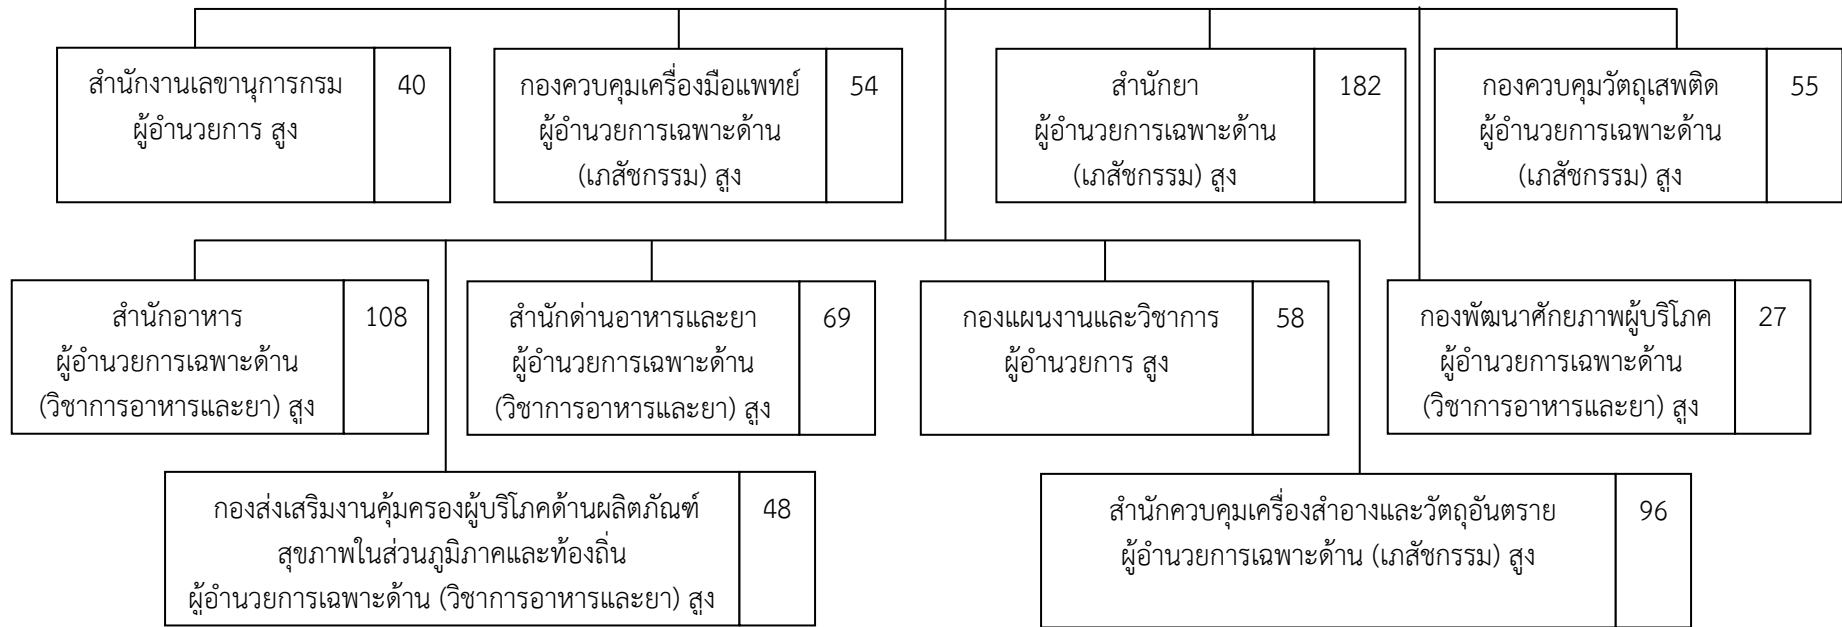 สำนักงานเลขานุการกรม
ผู้อำนวยการ สูง
40
กองควบคุมเครื่องมือแพทย์
ผู้อำนวยการเฉพาะด้าน
(เภสัชกรรม) สูง
54
สำนักยา
ผู้อำนวยการเฉพาะด้าน
(เภสัชกรรม) สูง
182
กองควบคุมวัตถุเสพติด
ผู้อำนวยการเฉพาะด้าน
(เภสัชกรรม) สูง
55
สำนักอาหาร
ผู้อำนวยการเฉพาะด้าน
(วิชาการอาหารและยา) สูง
108
สำนักด่านอาหารและยา
ผู้อำนวยการเฉพาะด้าน
(วิชาการอาหารและยา) สูง
69
กองแผนงานและวิชาการ
ผู้อำนวยการ สูง
58
กองพัฒนาศักยภาพผู้บริโภค
ผู้อำนวยการเฉพาะด้าน
(วิชาการอาหารและยา) สูง
27
กองส่งเสริมงานคุ้มครองผู้บริโภคด้านผลิตภัณฑ์
สุขภาพในส่วนภูมิภาคและท้องถิ่น
ผู้อำนวยการเฉพาะด้าน (วิชาการอาหารและยา) สูง
48
สำนักควบคุมเครื่องสำอางและวัตถุอันตราย
ผู้อำนวยการเฉพาะด้าน (เภสัชกรรม) สูง
96